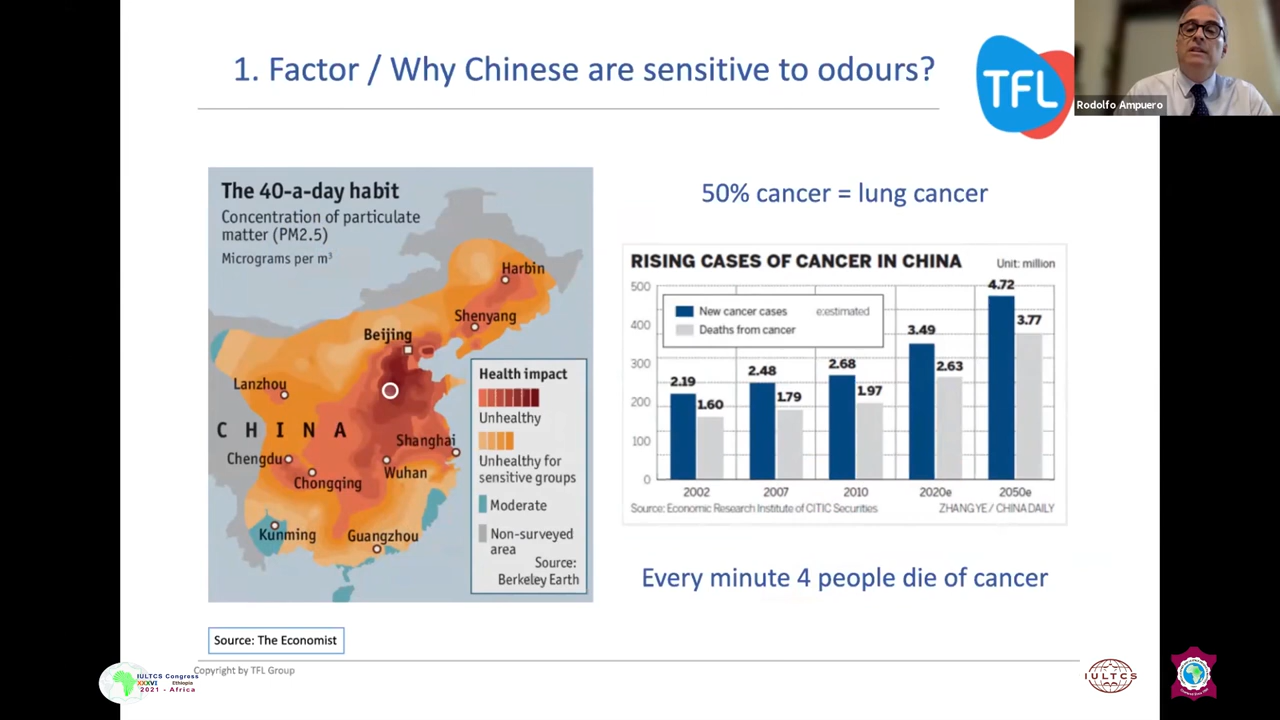 1. Factor / Why Chinese are sensitive to odours?
TFL
Rodolfo Ampuero
The 40-a-day habit
Concentration of particulate
matter (PM2.5)
Micrograms per m³
Harbin
Shenyang
Beijing
Lanzhou
CHINA
Shanghai
Chengdu
Wuhan
Chongqing
Kunming
Guangzhou
Health impact
Unhealthy
Unhealthy for
sensitive groups
Moderate
Non-surveyed
area
Source:
Berkeley Earth
Source: The Economist
50% cancer = lung cancer
RISING CASES OF CANCER IN CHINA
Unit: million
500
400
300
200
100
0
New cancer cases
e:estimated
Deaths from cancer
2.19
1.60
2.48
1.79
2.68
1.97
3.49
2.63
4.72
3.77
2002
2007
2010
2020e
2050e
Source: Economic Research Institute of CITIC Securities
ZHANG YE / CHINA DAILY
Every minute 4 people die of cancer
Copyright by TFL Group
IULTCS Congress
XXXVI Ethiopia
2021 - Africa
IULTCS